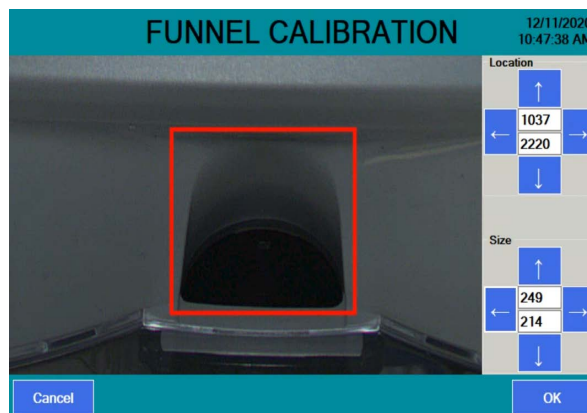 FUNNEL CALIBRATION
12/11/2020
10:47:38 AM
Location
↑
← 1037 →
2220
↓
Size
↑
← 249 →
214
↓
Cancel
OK